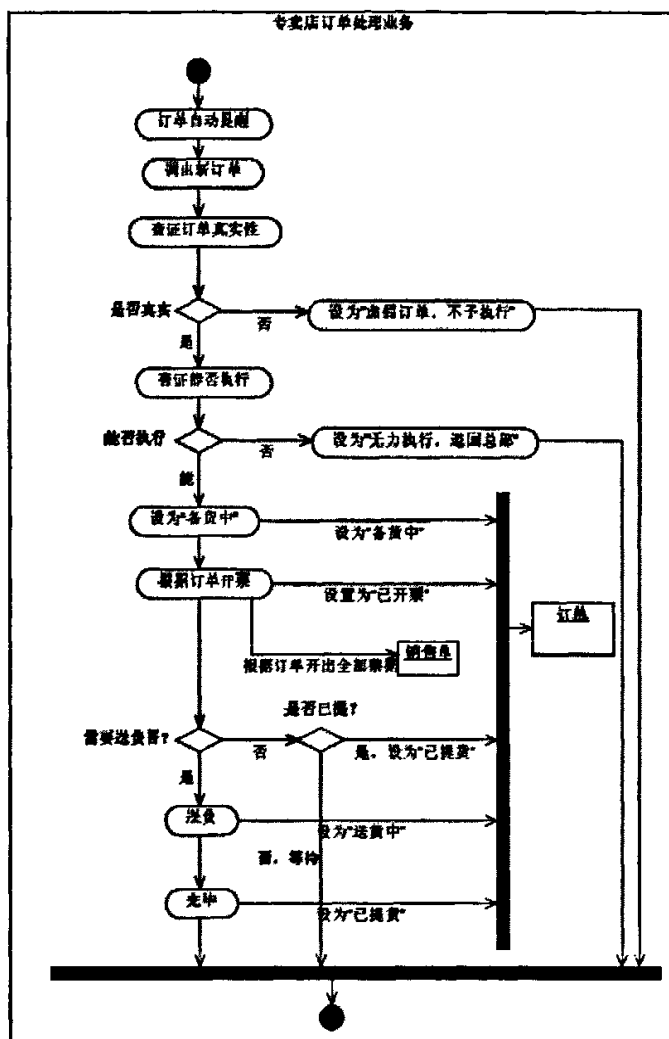 专卖店订单处理业务
订单自动提醒
调出新订单
查证订单真实性
是否真实
否
设为"虚假订单，不予执行"
是
查证能否执行
能否执行
否
设为"无力执行，退回总部"
能
设为"备货中"
设为"备货中"
根据订单开票
设置为"已开票"
订单
根据订单开出全部票据
销售单
是否已提?
需要送货否?
否
是，设为"已提货"
是
送货
设为"送货中"
否，等待
设为"已提货"